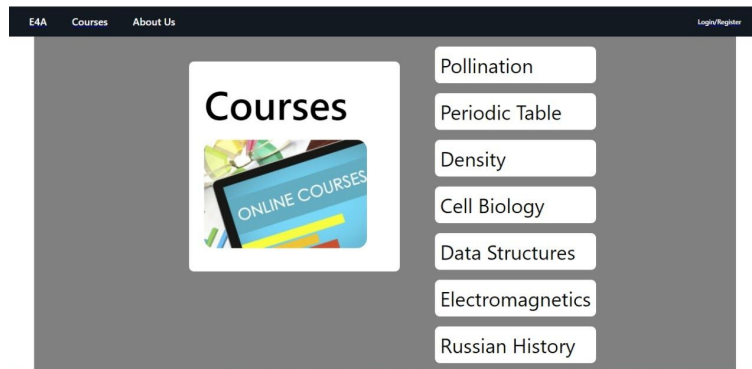 E4A Courses About Us Login/Register
Courses
ONLINE COURSES
Pollination
Periodic Table
Density
Cell Biology
Data Structures
Electromagnetics
Russian History